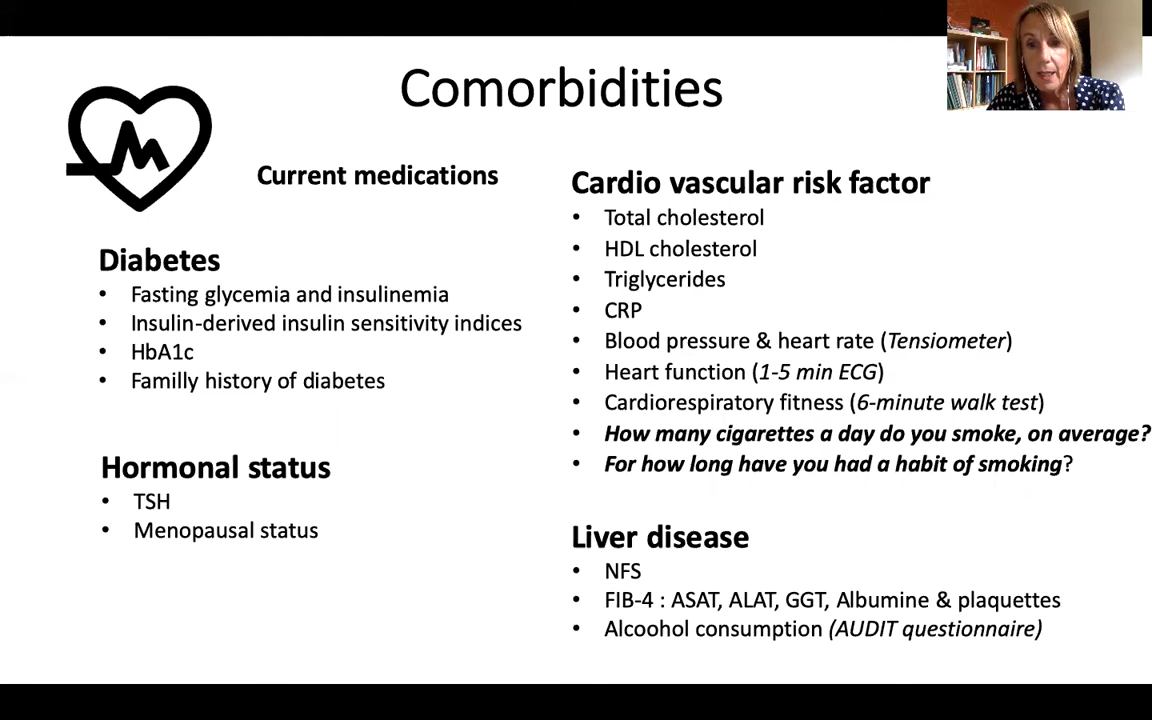 Comorbidities
Current medications
Diabetes
• Fasting glycemia and insulinemia
• Insulin-derived insulin sensitivity indices
• HbA1c
• Familly history of diabetes
Hormonal status
• TSH
• Menopausal status
Cardio vascular risk factor
• Total cholesterol
• HDL cholesterol
• Triglycerides
• CRP
• Blood pressure & heart rate (Tensiometer)
• Heart function (1-5 min ECG)
• Cardiorespiratory fitness (6-minute walk test)
• How many cigarettes a day do you smoke, on average?
• For how long have you had a habit of smoking?
Liver disease
• NFS
• FIB-4 : ASAT, ALAT, GGT, Albumine & plaquettes
• Alcoohol consumption (AUDIT questionnaire)